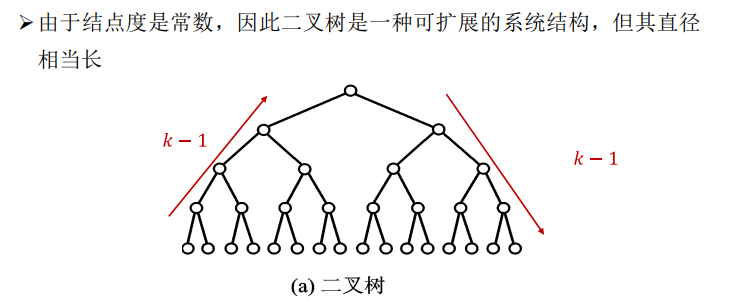 ➢由于结点度是常数，因此二叉树是一种可扩展的系统结构，但其直径
相当长
k − 1
k − 1
(a) 二叉树